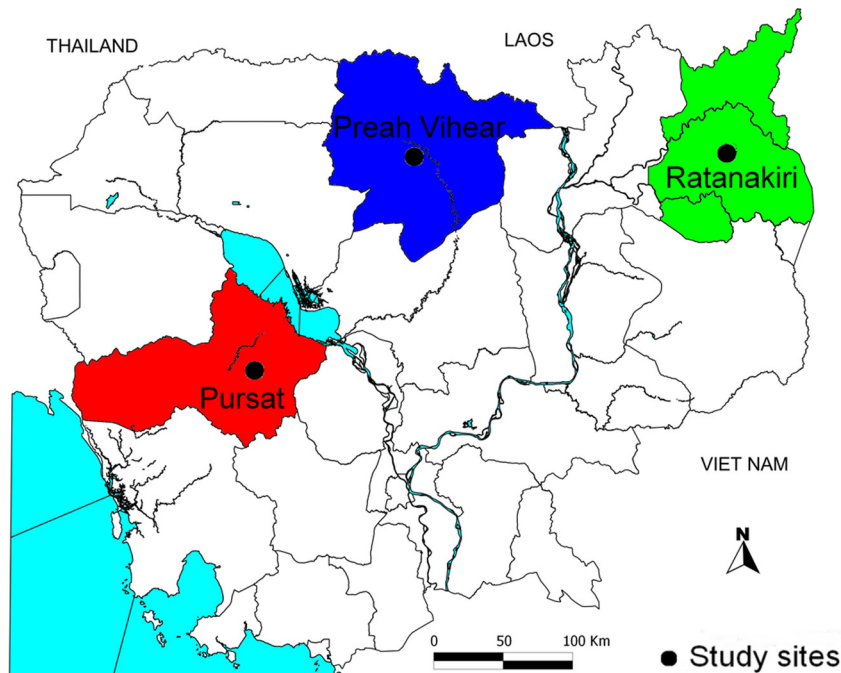 THAILAND
LAOS
Preah Vihear
Ratanakiri
Pursat
VIET NAM
N
0 50 100 Km
Study sites